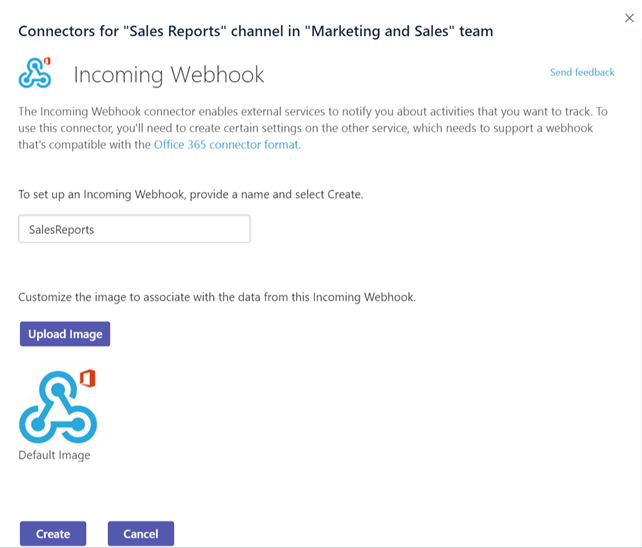 Connectors for "Sales Reports" channel in "Marketing and Sales" team
Incoming Webhook
Send feedback
The Incoming Webhook connector enables external services to notify you about activities that you want to track. To
use this connector, you'll need to create certain settings on the other service, which needs to support a webhook
that's compatible with the Office 365 connector format.
To set up an Incoming Webhook, provide a name and select Create.
SalesReports
Customize the image to associate with the data from this Incoming Webhook.
Upload Image
Default Image
Create
Cancel